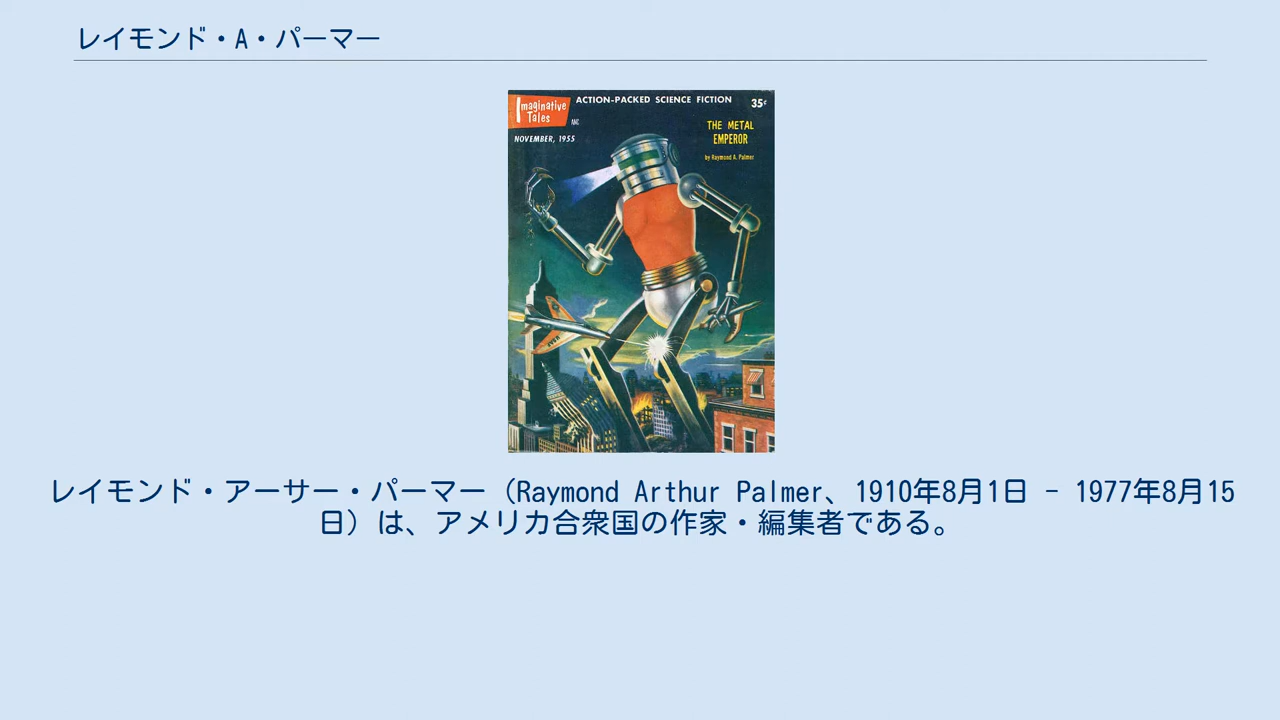 レイモンド・A・パーマー
Imaginative
Tales
ACTION-PACKED SCIENCE FICTION
35¢
NOVEMBER, 1955
THE METAL
EMPEROR
by Raymond A. Palmer
レイモンド・アーサー・パーマー（Raymond Arthur Palmer、1910年8月1日 - 1977年8月15
日）は、アメリカ合衆国の作家・編集者である。